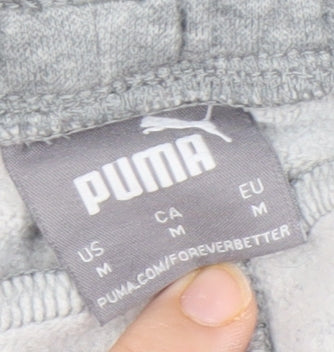 PUMA
US CA EU
M M M
PUMA.COM/FOREVERBETTER